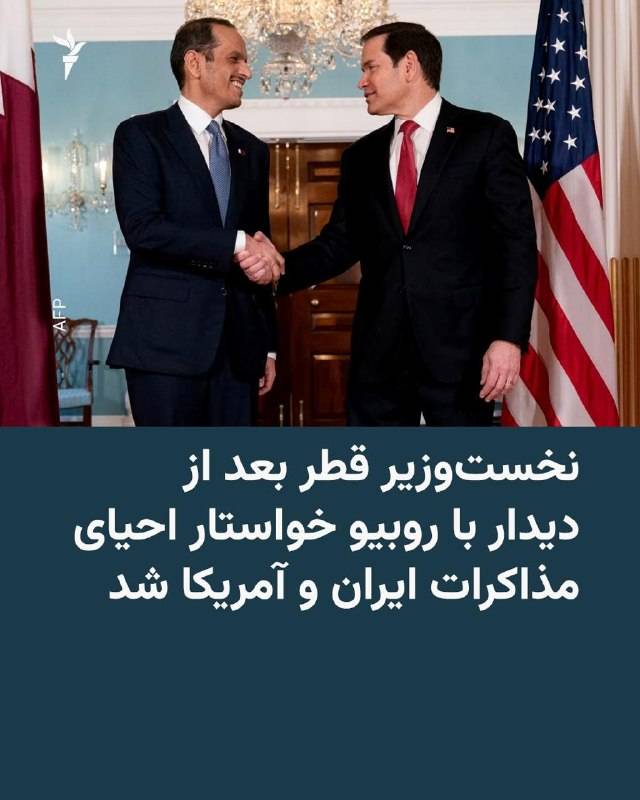 AFP
نخست‌وزیر قطر بعد از
دیدار با روبیو خواستار احیای
مذاکرات ایران و آمریکا شد